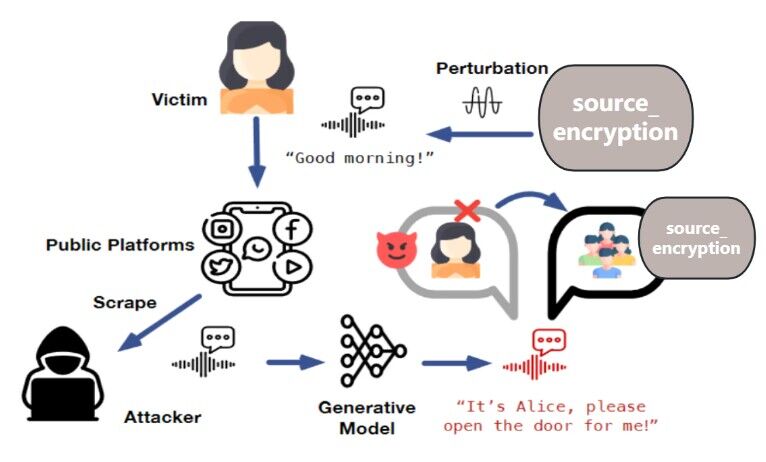 Perturbation
source_
encryption
Victim
“Good morning!”
Public Platforms
source_
encryption
Scrape
Attacker
Generative
Model
“It’s Alice, please
open the door for me!”